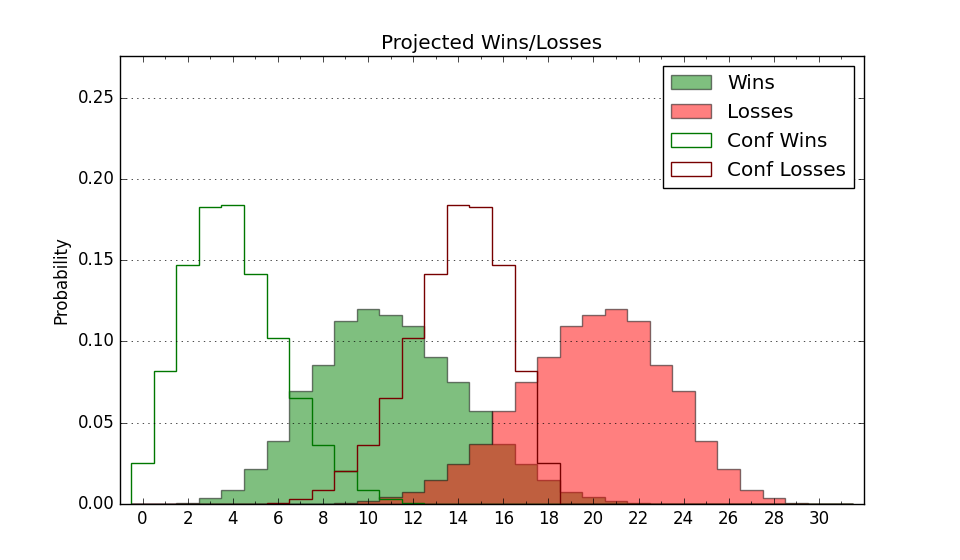 Projected Wins/Losses
Wins
Losses
Conf Wins
Conf Losses
Probability
0.25
0.20
0.15
0.10
0.05
0.00
0 2 4 6 8 10 12 14 16 18 20 22 24 26 28 30